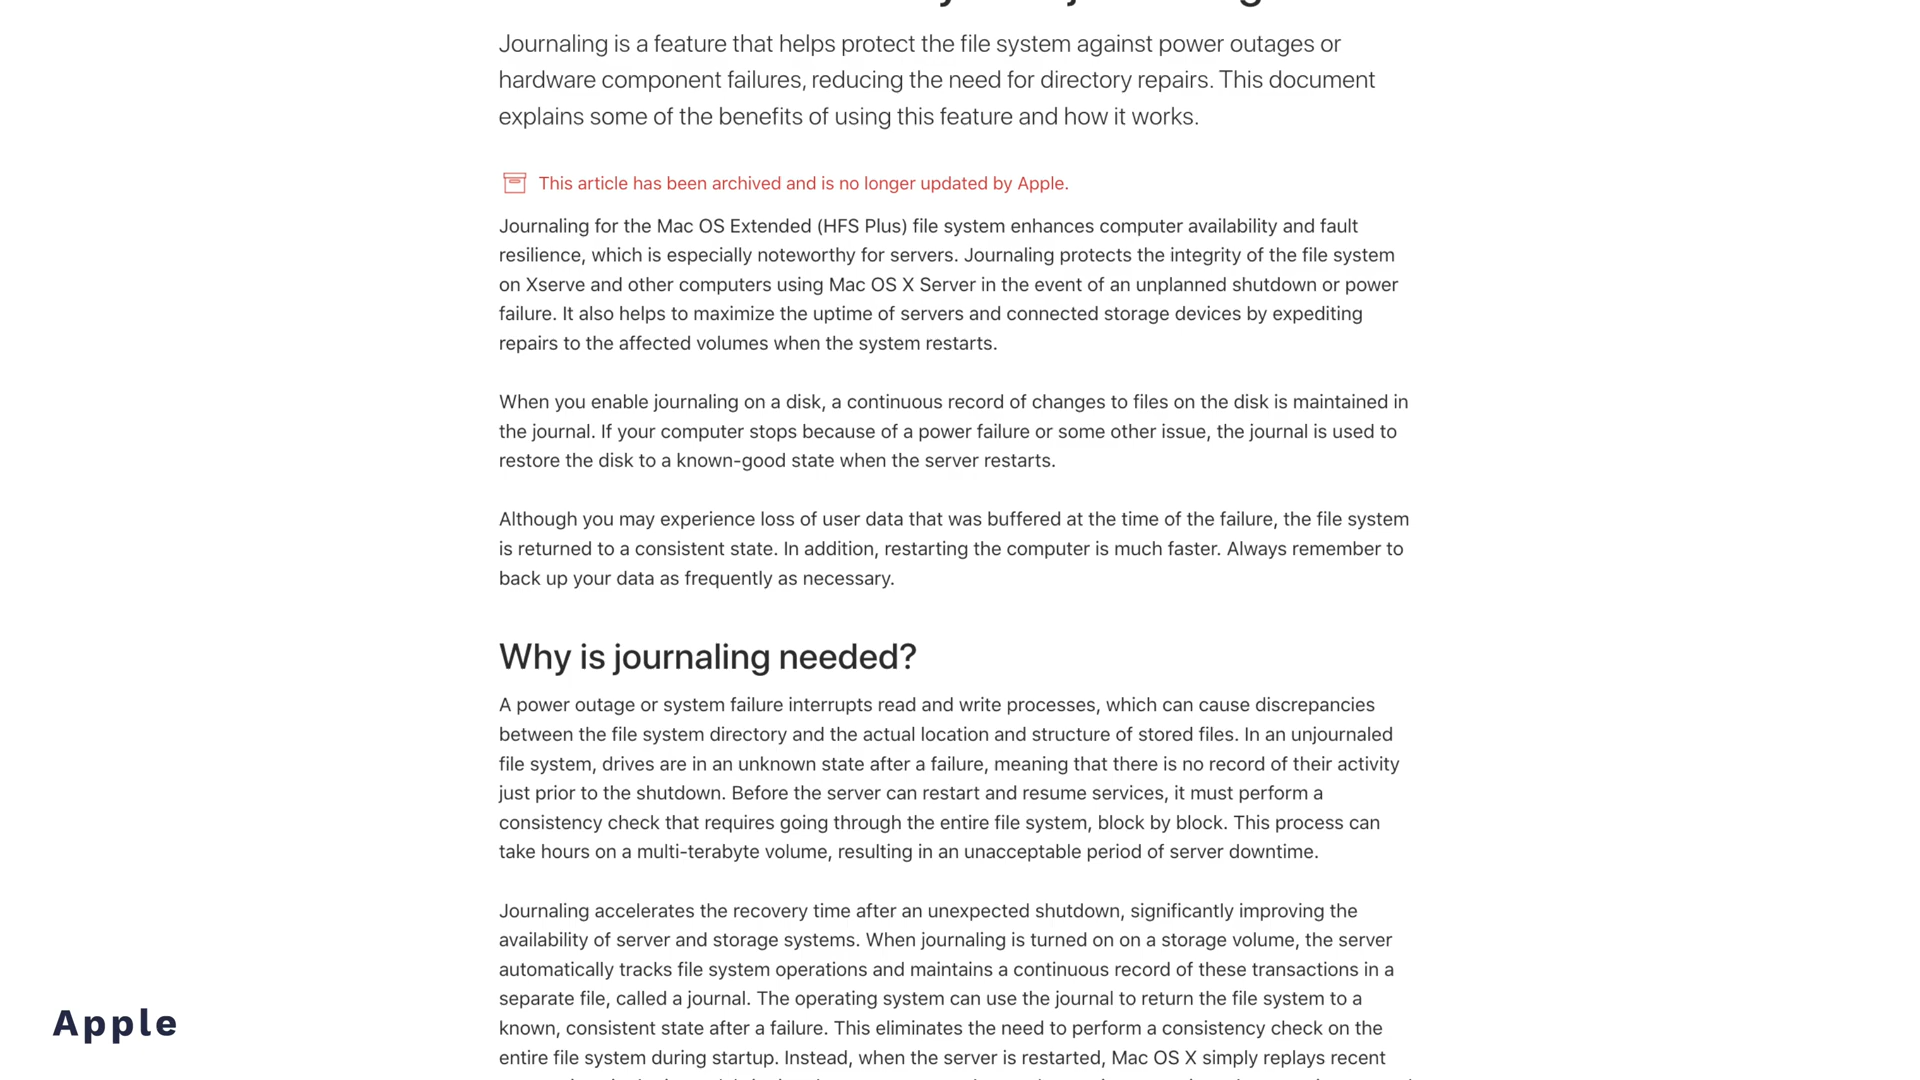 Journaling is a feature that helps protect the file system against power outages or
hardware component failures, reducing the need for directory repairs. This document
explains some of the benefits of using this feature and how it works.
This article has been archived and is no longer updated by Apple.
Journaling for the Mac OS Extended (HFS Plus) file system enhances computer availability and fault
resilience, which is especially noteworthy for servers. Journaling protects the integrity of the file system
on Xserve and other computers using Mac OS X Server in the event of an unplanned shutdown or power
failure. It also helps to maximize the uptime of servers and connected storage devices by expediting
repairs to the affected volumes when the system restarts.
When you enable journaling on a disk, a continuous record of changes to files on the disk is maintained in
the journal. If your computer stops because of a power failure or some other issue, the journal is used to
restore the disk to a known-good state when the server restarts.
Although you may experience loss of user data that was buffered at the time of the failure, the file system
is returned to a consistent state. In addition, restarting the computer is much faster. Always remember to
back up your data as frequently as necessary.
Why is journaling needed?
A power outage or system failure interrupts read and write processes, which can cause discrepancies
between the file system directory and the actual location and structure of stored files. In an unjournaled
file system, drives are in an unknown state after a failure, meaning that there is no record of their activity
just prior to the shutdown. Before the server can restart and resume services, it must perform a
consistency check that requires going through the entire file system, block by block. This process can
take hours on a multi-terabyte volume, resulting in an unacceptable period of server downtime.
Journaling accelerates the recovery time after an unexpected shutdown, significantly improving the
availability of server and storage systems. When journaling is turned on on a storage volume, the server
automatically tracks file system operations and maintains a continuous record of these transactions in a
separate file, called a journal. The operating system can use the journal to return the file system to a
known, consistent state after a failure. This eliminates the need to perform a consistency check on the
entire file system during startup. Instead, when the server is restarted, Mac OS X simply replays recent
Apple